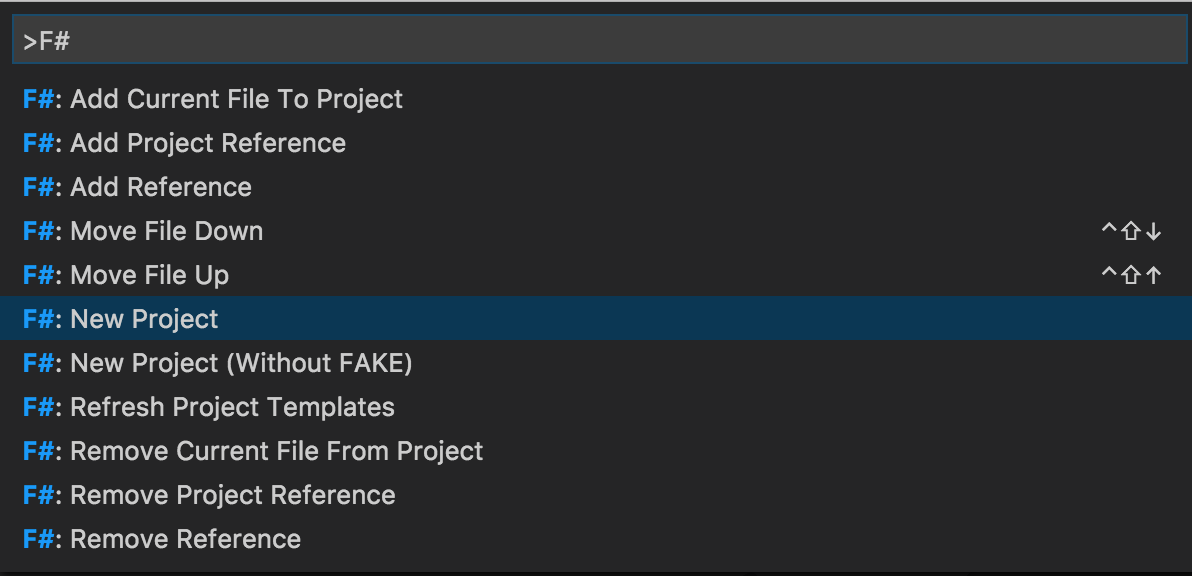 >F#
F#: Add Current File To Project
F#: Add Project Reference
F#: Add Reference
F#: Move File Down ^⇧↓
F#: Move File Up ^⇧↑
F#: New Project
F#: New Project (Without FAKE)
F#: Refresh Project Templates
F#: Remove Current File From Project
F#: Remove Project Reference
F#: Remove Reference